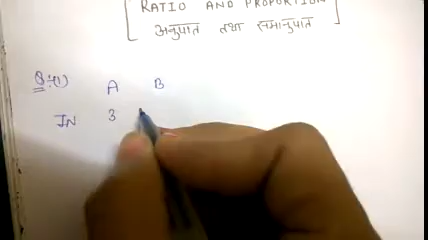 [ RATIO AND PROPORTION ]
अनुपात तथा समानुपात
Q:-(1) A B
IN 3